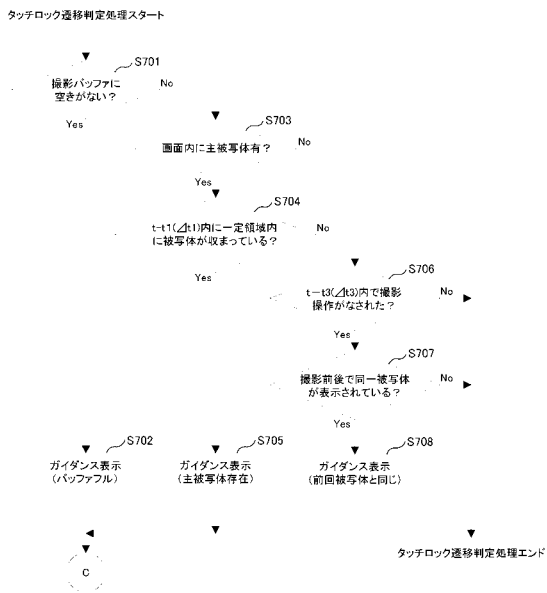 タッチロック遷移判定処理スタート
S701
撮影バッファに
空きがない?
No
Yes
S703
画面内に主被写体有?
No
Yes
S704
t-t1(⊿t1)内に一定領域内
に被写体が収まっている?
No
Yes
S706
t-t3(⊿t3)内で撮影
操作がなされた?
No
Yes
S707
撮影前後で同一被写体
が表示されている?
No
Yes
S702
ガイダンス表示
(バッファフル)
S705
ガイダンス表示
(主被写体存在)
S708
ガイダンス表示
(前回被写体と同じ)
タッチロック遷移判定処理エンド
C